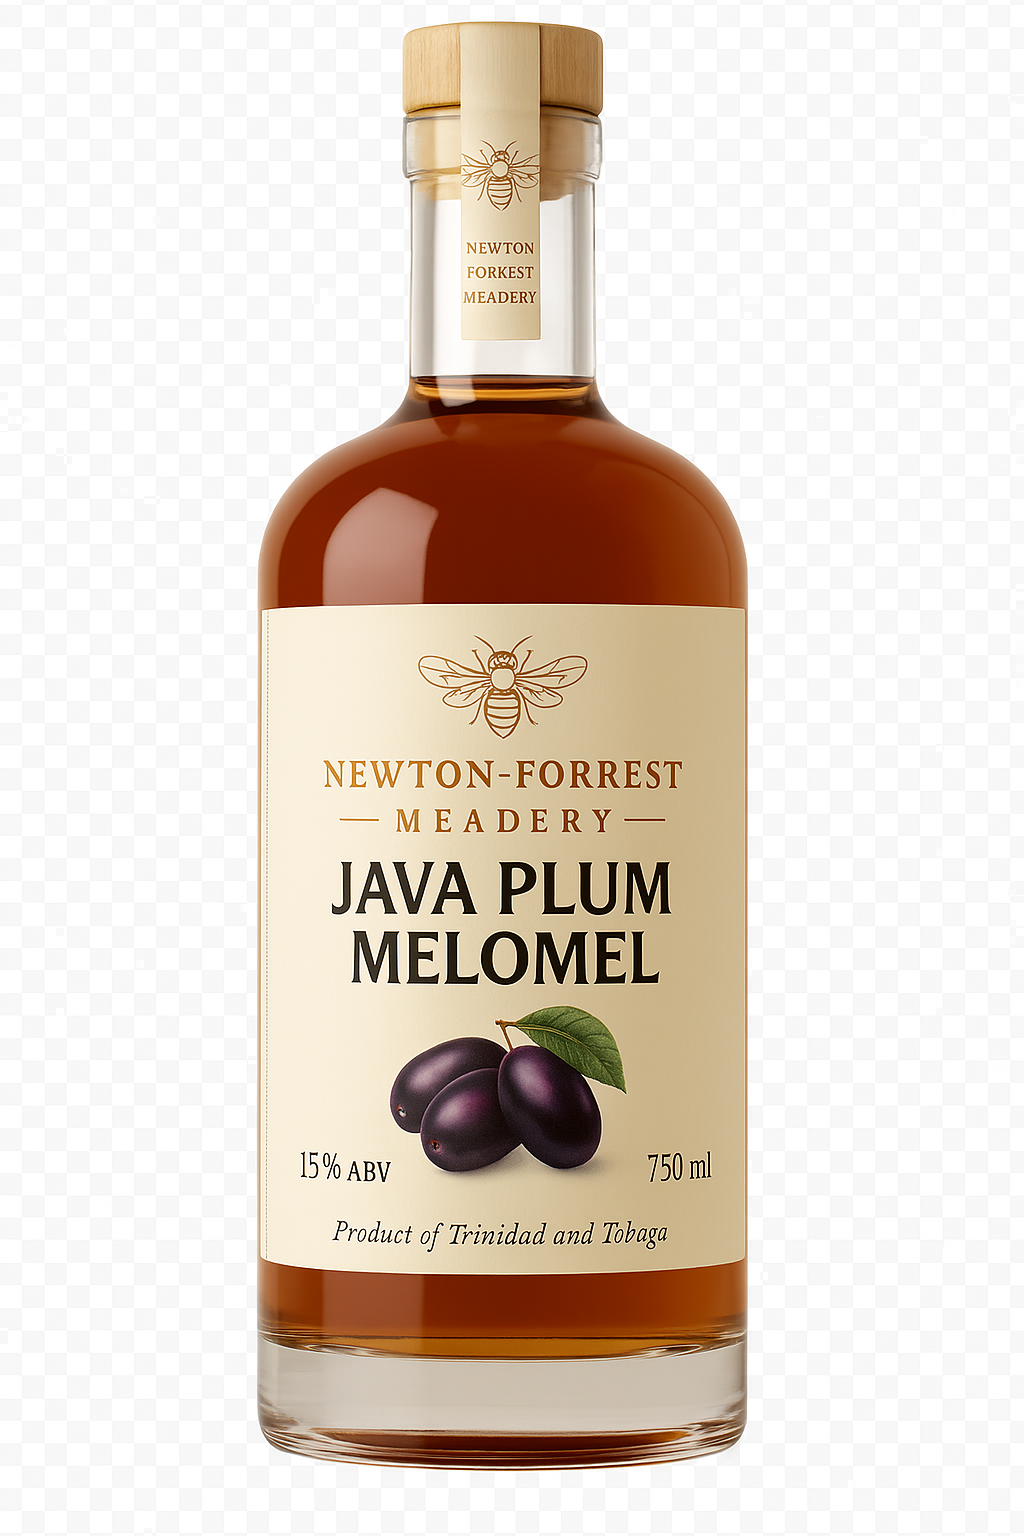 NEWTON
FORKEST
MEADERY
NEWTON-FORREST
MEADERY
JAVA PLUM
MELOMEL
15% ABV
750 ml
Product of Trinidad and Tobaga